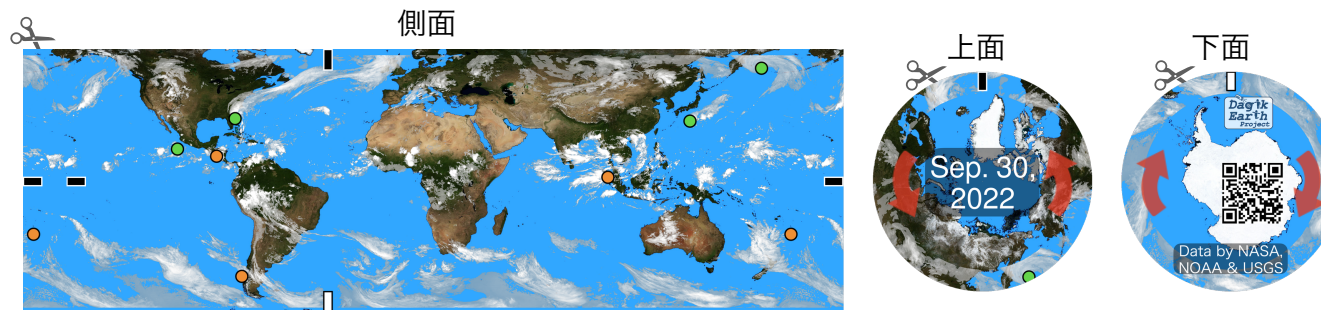 側面
上面
Sep. 30,
2022
下面
Dagik
Earth
Project
Data by NASA,
NOAA & USGS